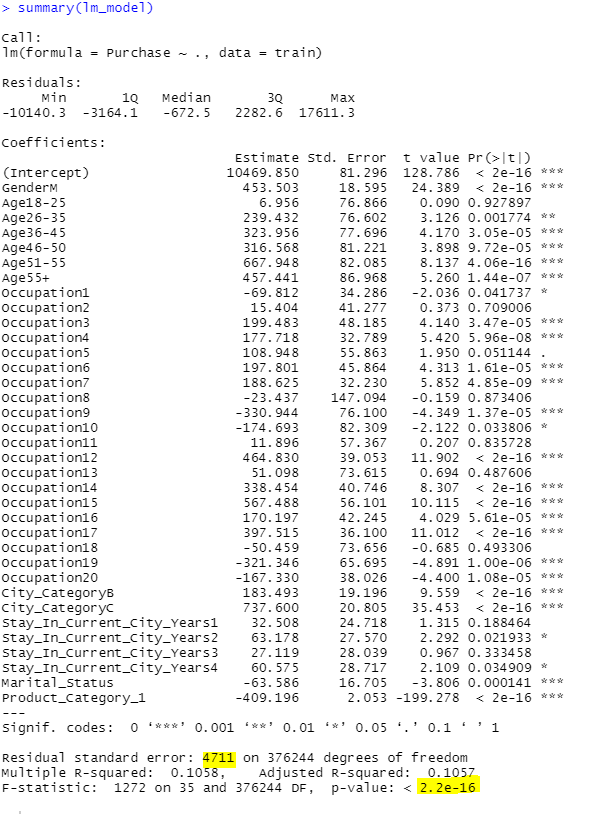 > summary(lm_model)
Call:
lm(formula = Purchase ~ ., data = train)
Residuals:
     Min       1Q   Median       3Q      Max
-10140.3  -3164.1   -672.5   2282.6  17611.3
Coefficients:
                             Estimate Std. Error  t value Pr(>|t|)
(Intercept)                 10469.850     81.296  128.786  < 2e-16 ***
GenderM                       453.503     18.595   24.389  < 2e-16 ***
Age18-25                        6.956     76.866    0.090 0.927897
Age26-35                      239.432     76.602    3.126 0.001774 **
Age36-45                      323.956     77.696    4.170 3.05e-05 ***
Age46-50                      316.568     81.221    3.898 9.72e-05 ***
Age51-55                      667.948     82.085    8.137 4.06e-16 ***
Age55+                        457.441     86.968    5.260 1.44e-07 ***
Occupation1                   -69.812     34.286   -2.036 0.041737 *
Occupation2                    15.404     41.277    0.373 0.709006
Occupation3                   199.483     48.185    4.140 3.47e-05 ***
Occupation4                   177.718     32.789    5.420 5.96e-08 ***
Occupation5                   108.948     55.863    1.950 0.051144 .
Occupation6                   197.801     45.864    4.313 1.61e-05 ***
Occupation7                   188.625     32.230    5.852 4.85e-09 ***
Occupation8                   -23.437    147.094   -0.159 0.873406
Occupation9                  -330.944     76.100   -4.349 1.37e-05 ***
Occupation10                 -174.693     82.309   -2.122 0.033806 *
Occupation11                   11.896     57.367    0.207 0.835728
Occupation12                  464.830     39.053   11.902  < 2e-16 ***
Occupation13                   51.098     73.615    0.694 0.487606
Occupation14                  338.454     40.746    8.307  < 2e-16 ***
Occupation15                  567.488     56.101   10.115  < 2e-16 ***
Occupation16                  170.197     42.245    4.029 5.61e-05 ***
Occupation17                  397.515     36.100   11.012  < 2e-16 ***
Occupation18                  -50.459     73.656   -0.685 0.493306
Occupation19                 -321.346     65.695   -4.891 1.00e-06 ***
Occupation20                 -167.330     38.026   -4.400 1.08e-05 ***
City_CategoryB                183.493     19.196    9.559  < 2e-16 ***
City_CategoryC                737.600     20.805   35.453  < 2e-16 ***
Stay_In_Current_City_Years1    32.508     24.718    1.315 0.188464
Stay_In_Current_City_Years2    63.178     27.570    2.292 0.021933 *
Stay_In_Current_City_Years3    27.119     28.039    0.967 0.333458
Stay_In_Current_City_Years4    60.575     28.717    2.109 0.034909 *
Marital_Status                -63.586     16.705   -3.806 0.000141 ***
Product_Category_1           -409.196      2.053 -199.278  < 2e-16 ***
---
Signif. codes:  0 ‘***’ 0.001 ‘**’ 0.01 ‘*’ 0.05 ‘.’ 0.1 ‘ ’ 1
Residual standard error: 4711 on 376244 degrees of freedom
Multiple R-squared:  0.1058,    Adjusted R-squared:  0.1057
F-statistic:  1272 on 35 and 376244 DF,  p-value: < 2.2e-16